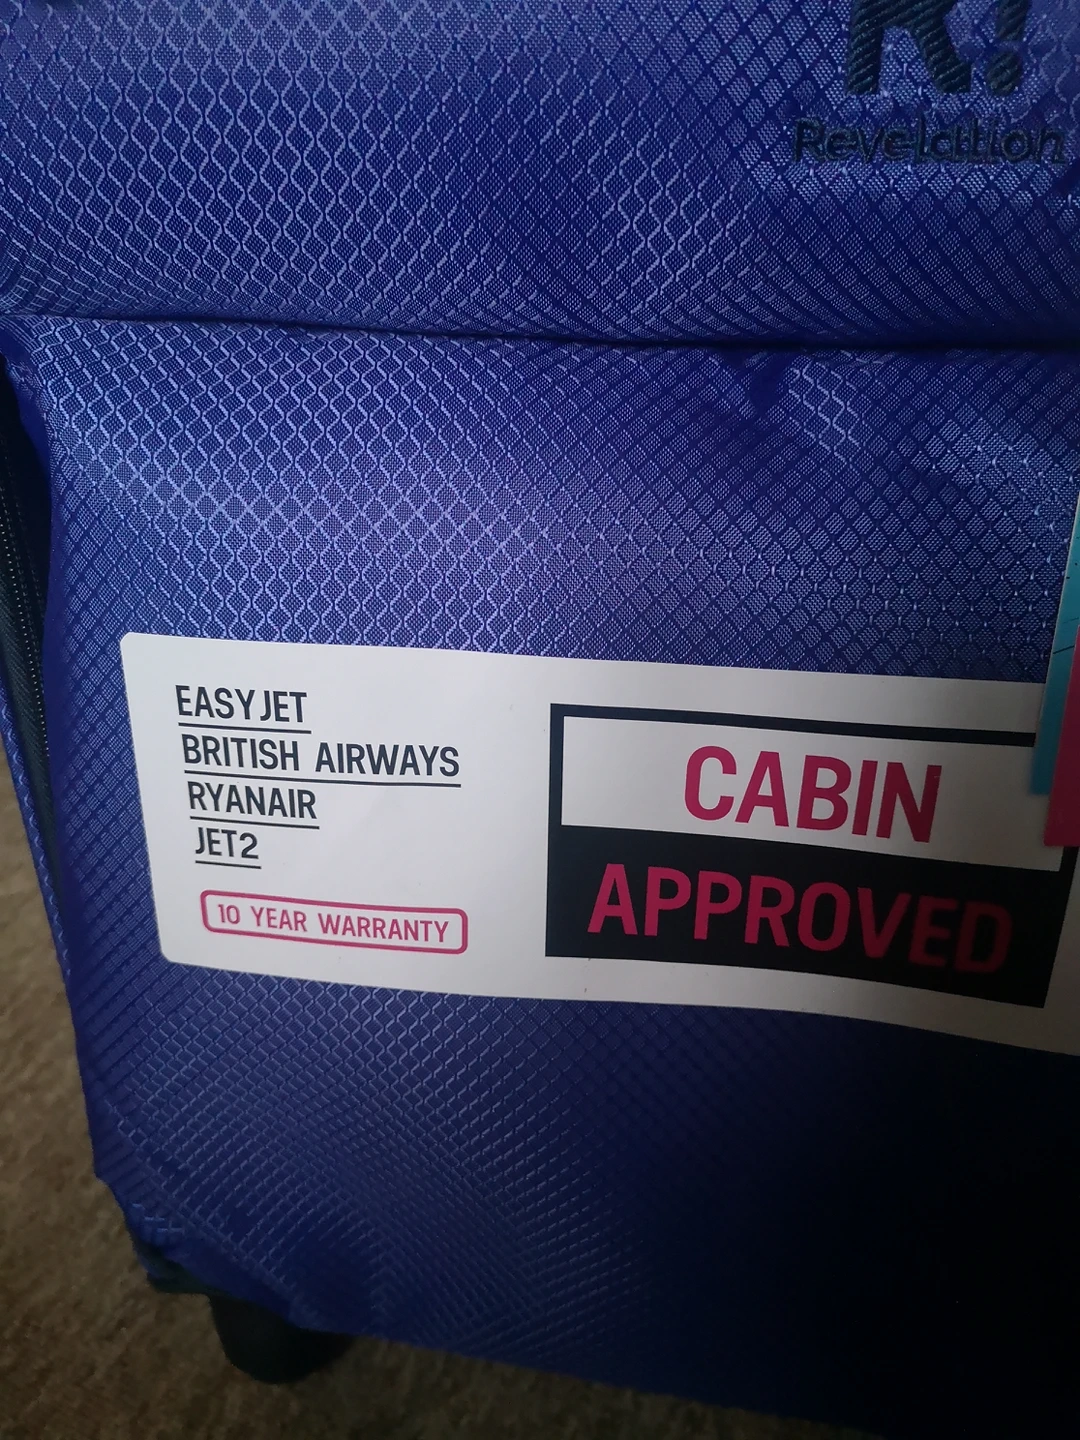 R!
Revelation
EASYJET
BRITISH AIRWAYS
RYANAIR
JET2
10 YEAR WARRANTY
CABIN
APPROVED